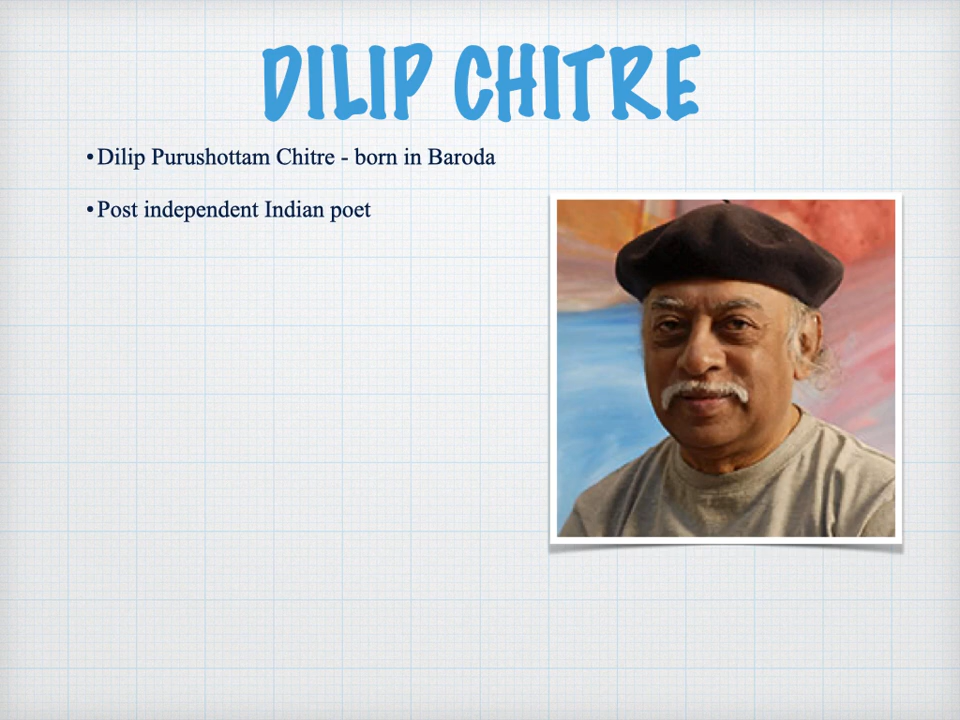 DILIP CHITRE
•Dilip Purushottam Chitre - born in Baroda
•Post independent Indian poet